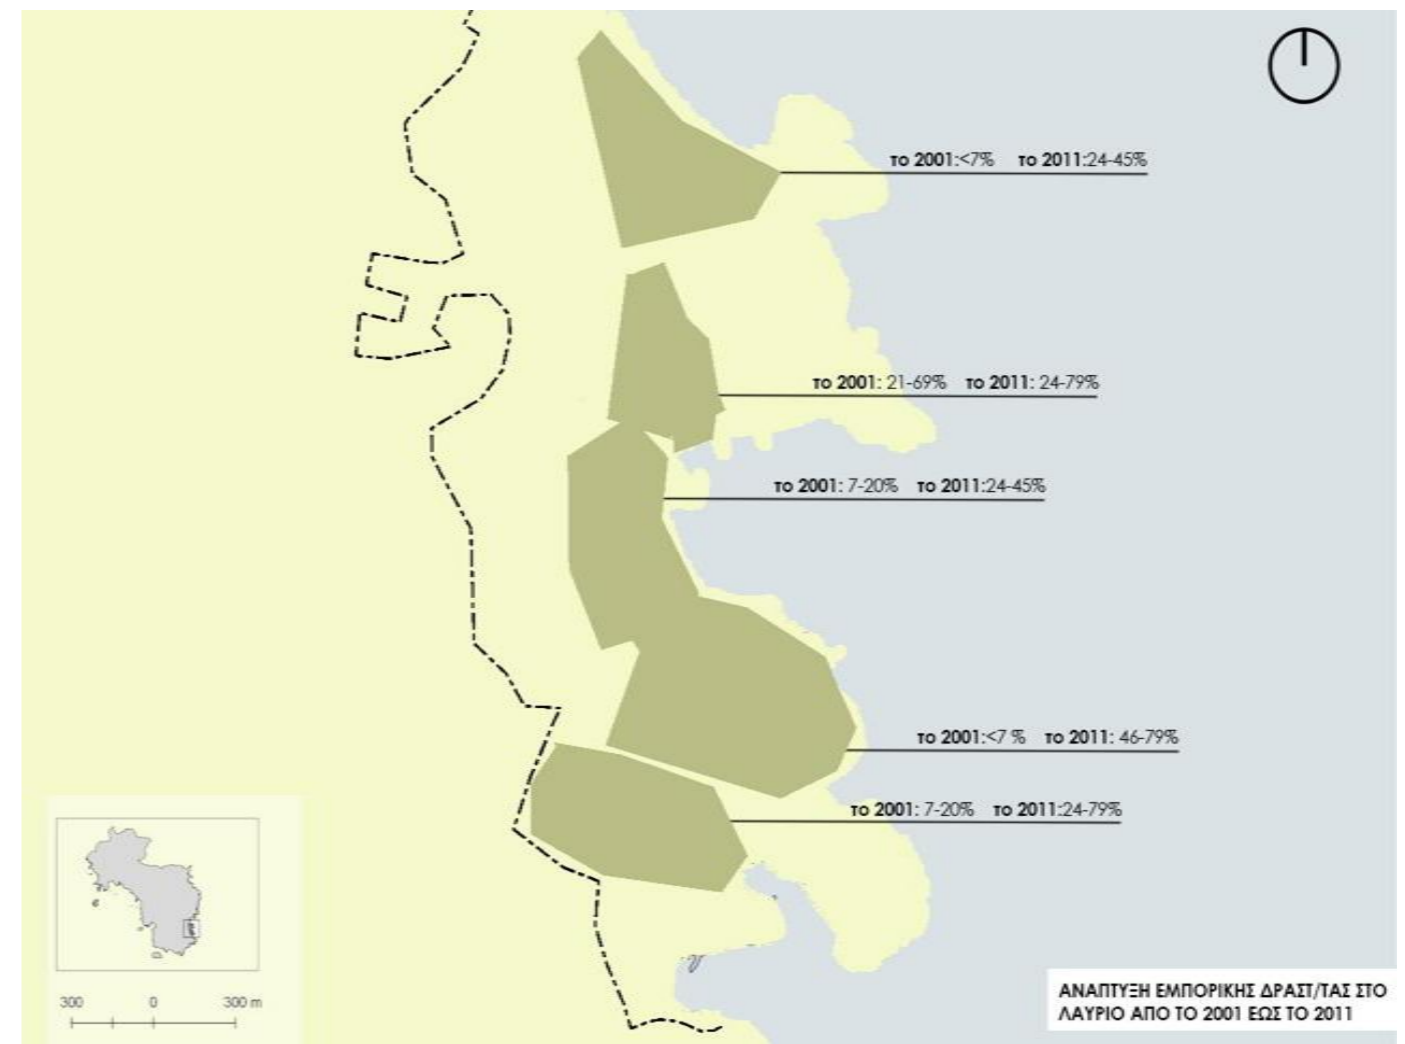 το 2001:<7% το 2011:24-45%
το 2001: 21-69% το 2011: 24-79%
το 2001: 7-20% το 2011:24-45%
το 2001:<7 % το 2011: 46-79%
το 2001: 7-20% το 2011:24-79%
300 0 300 m
ΑΝΑΠΤΥΞΗ ΕΜΠΟΡΙΚΗΣ ΔΡΑΣΤ/ΤΑΣ ΣΤΟ
ΛΑΥΡΙΟ ΑΠΟ ΤΟ 2001 ΕΩΣ ΤΟ 2011